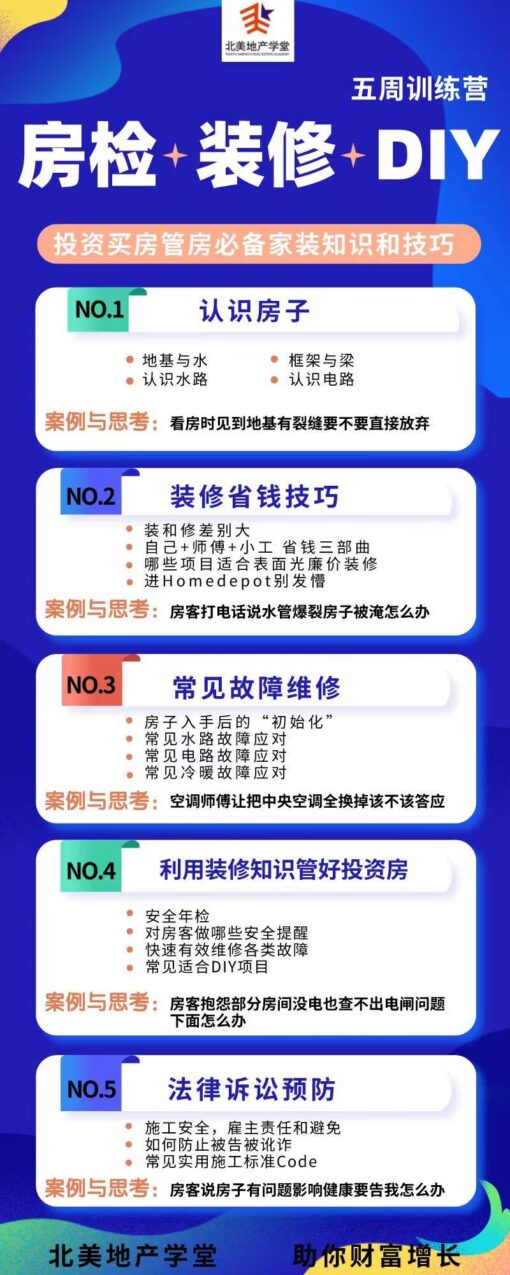 北美地产学堂
NORTH AMERICA REAL ESTATE ACADEMY
五周训练营
房检 装修 DIY
投资买房管房必备家装知识和技巧
NO.1 认识房子
地基与水 框架与梁
认识水路 认识电路
案例与思考：看房时见到地基有裂缝要不要直接放弃
NO.2 装修省钱技巧
装和修差别大
自己+师傅+小工 省钱三部曲
哪些项目适合表面光廉价装修
进Homedepot别发懵
案例与思考：房客打电话说水管爆裂房子被淹怎么办
NO.3 常见故障维修
房子入手后的“初始化”
常见水路故障应对
常见电路故障应对
常见冷暖故障应对
案例与思考：空调师傅让把中央空调全换掉该不该答应
NO.4 利用装修知识管好投资房
安全年检
对房客做哪些安全提醒
快速有效维修各类故障
常见适合DIY项目
案例与思考：房客抱怨部分房间没电也查不出电闸问题
下面怎么办
NO.5 法律诉讼预防
施工安全，雇主责任和避免
如何防止被告被讹诈
常见实用施工标准Code
案例与思考：房客说房子有问题影响健康要告我怎么办
北美地产学堂 助你财富增长